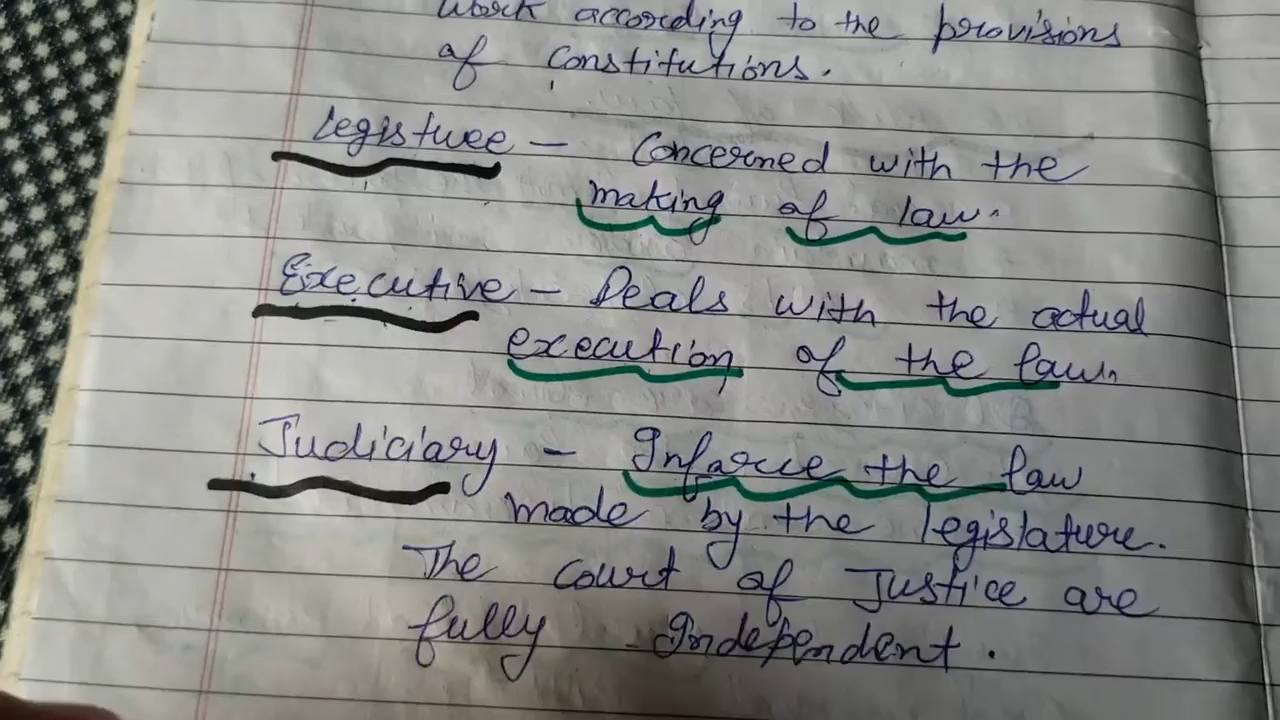 work according to the provisions
of Constitutions.
Legisture – Concerned with the
making of law.
Executive – Deals with the actual
execution of the law.
Judiciary – Inforce the law
made by the legislature.
The Court of Justice are
fully Independent.